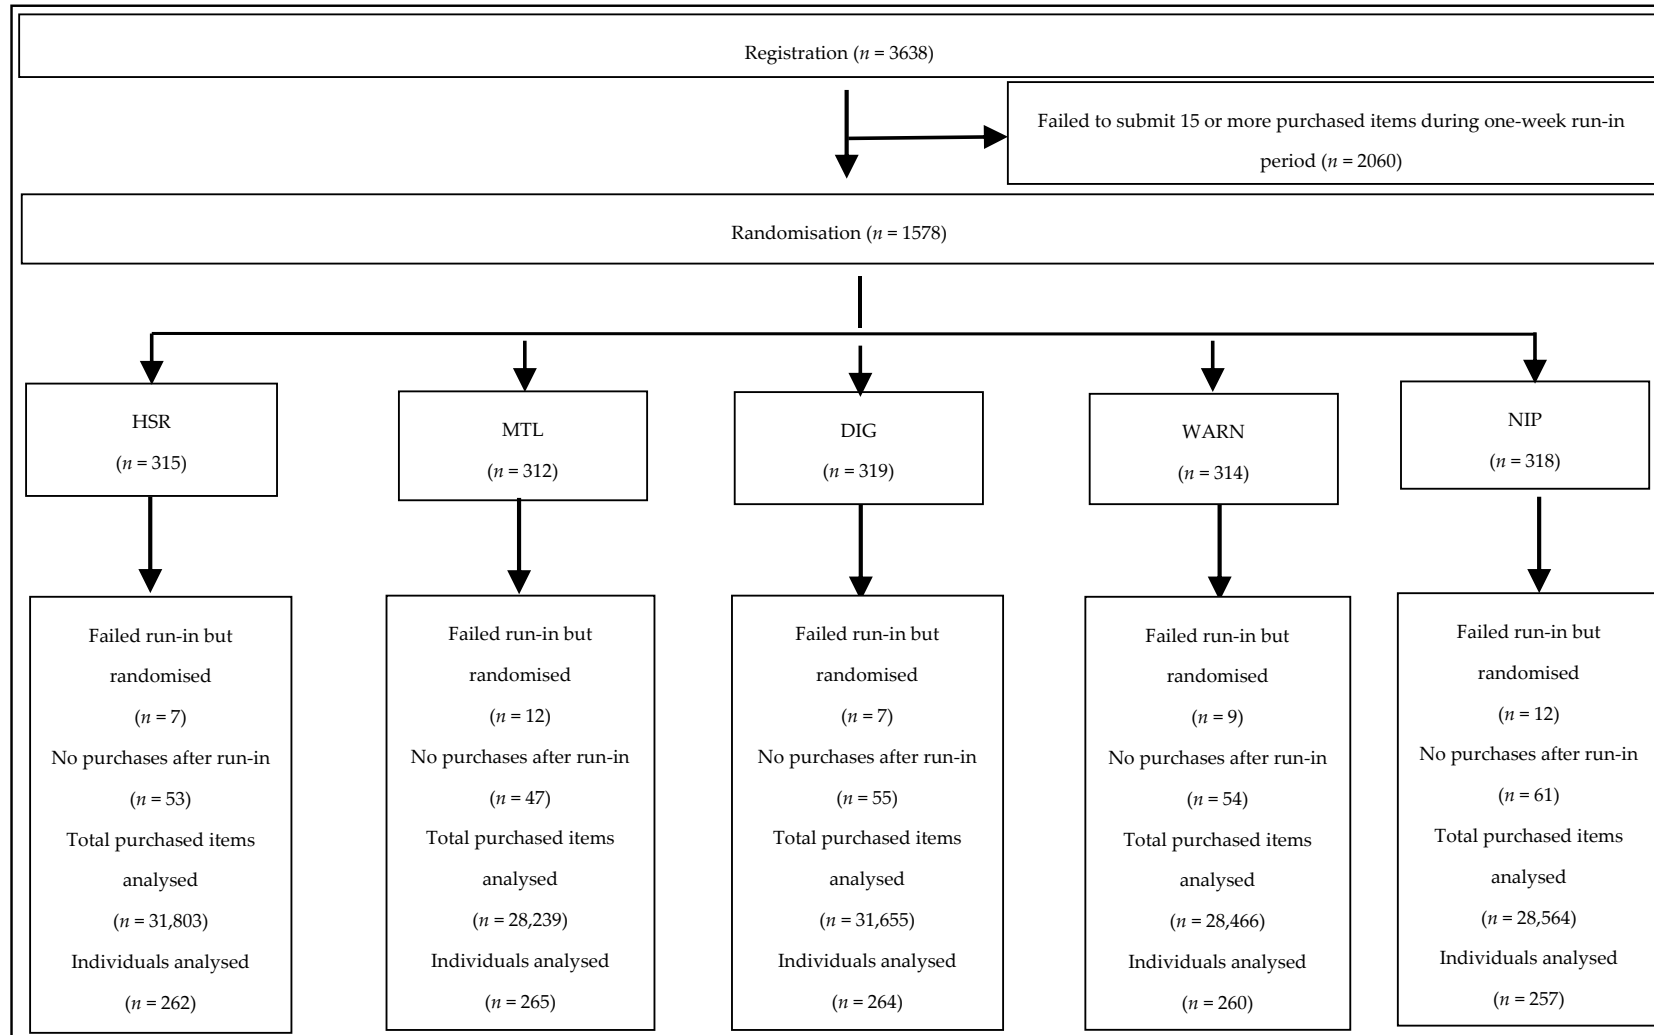 Registration (n = 3638)
Failed to submit 15 or more purchased items during one-week run-in
period (n = 2060)
Randomisation (n = 1578)
HSR
(n = 315)
MTL
(n = 312)
DIG
(n = 319)
WARN
(n = 314)
NIP
(n = 318)
Failed run-in but
randomised
(n = 7)
No purchases after run-in
(n = 53)
Total purchased items
analysed
(n = 31,803)
Individuals analysed
(n = 262)
Failed run-in but
randomised
(n = 12)
No purchases after run-in
(n = 47)
Total purchased items
analysed
(n = 28,239)
Individuals analysed
(n = 265)
Failed run-in but
randomised
(n = 7)
No purchases after run-in
(n = 55)
Total purchased items
analysed
(n = 31,655)
Individuals analysed
(n = 264)
Failed run-in but
randomised
(n = 9)
No purchases after run-in
(n = 54)
Total purchased items
analysed
(n = 28,466)
Individuals analysed
(n = 260)
Failed run-in but
randomised
(n = 12)
No purchases after run-in
(n = 61)
Total purchased items
analysed
(n = 28,564)
Individuals analysed
(n = 257)